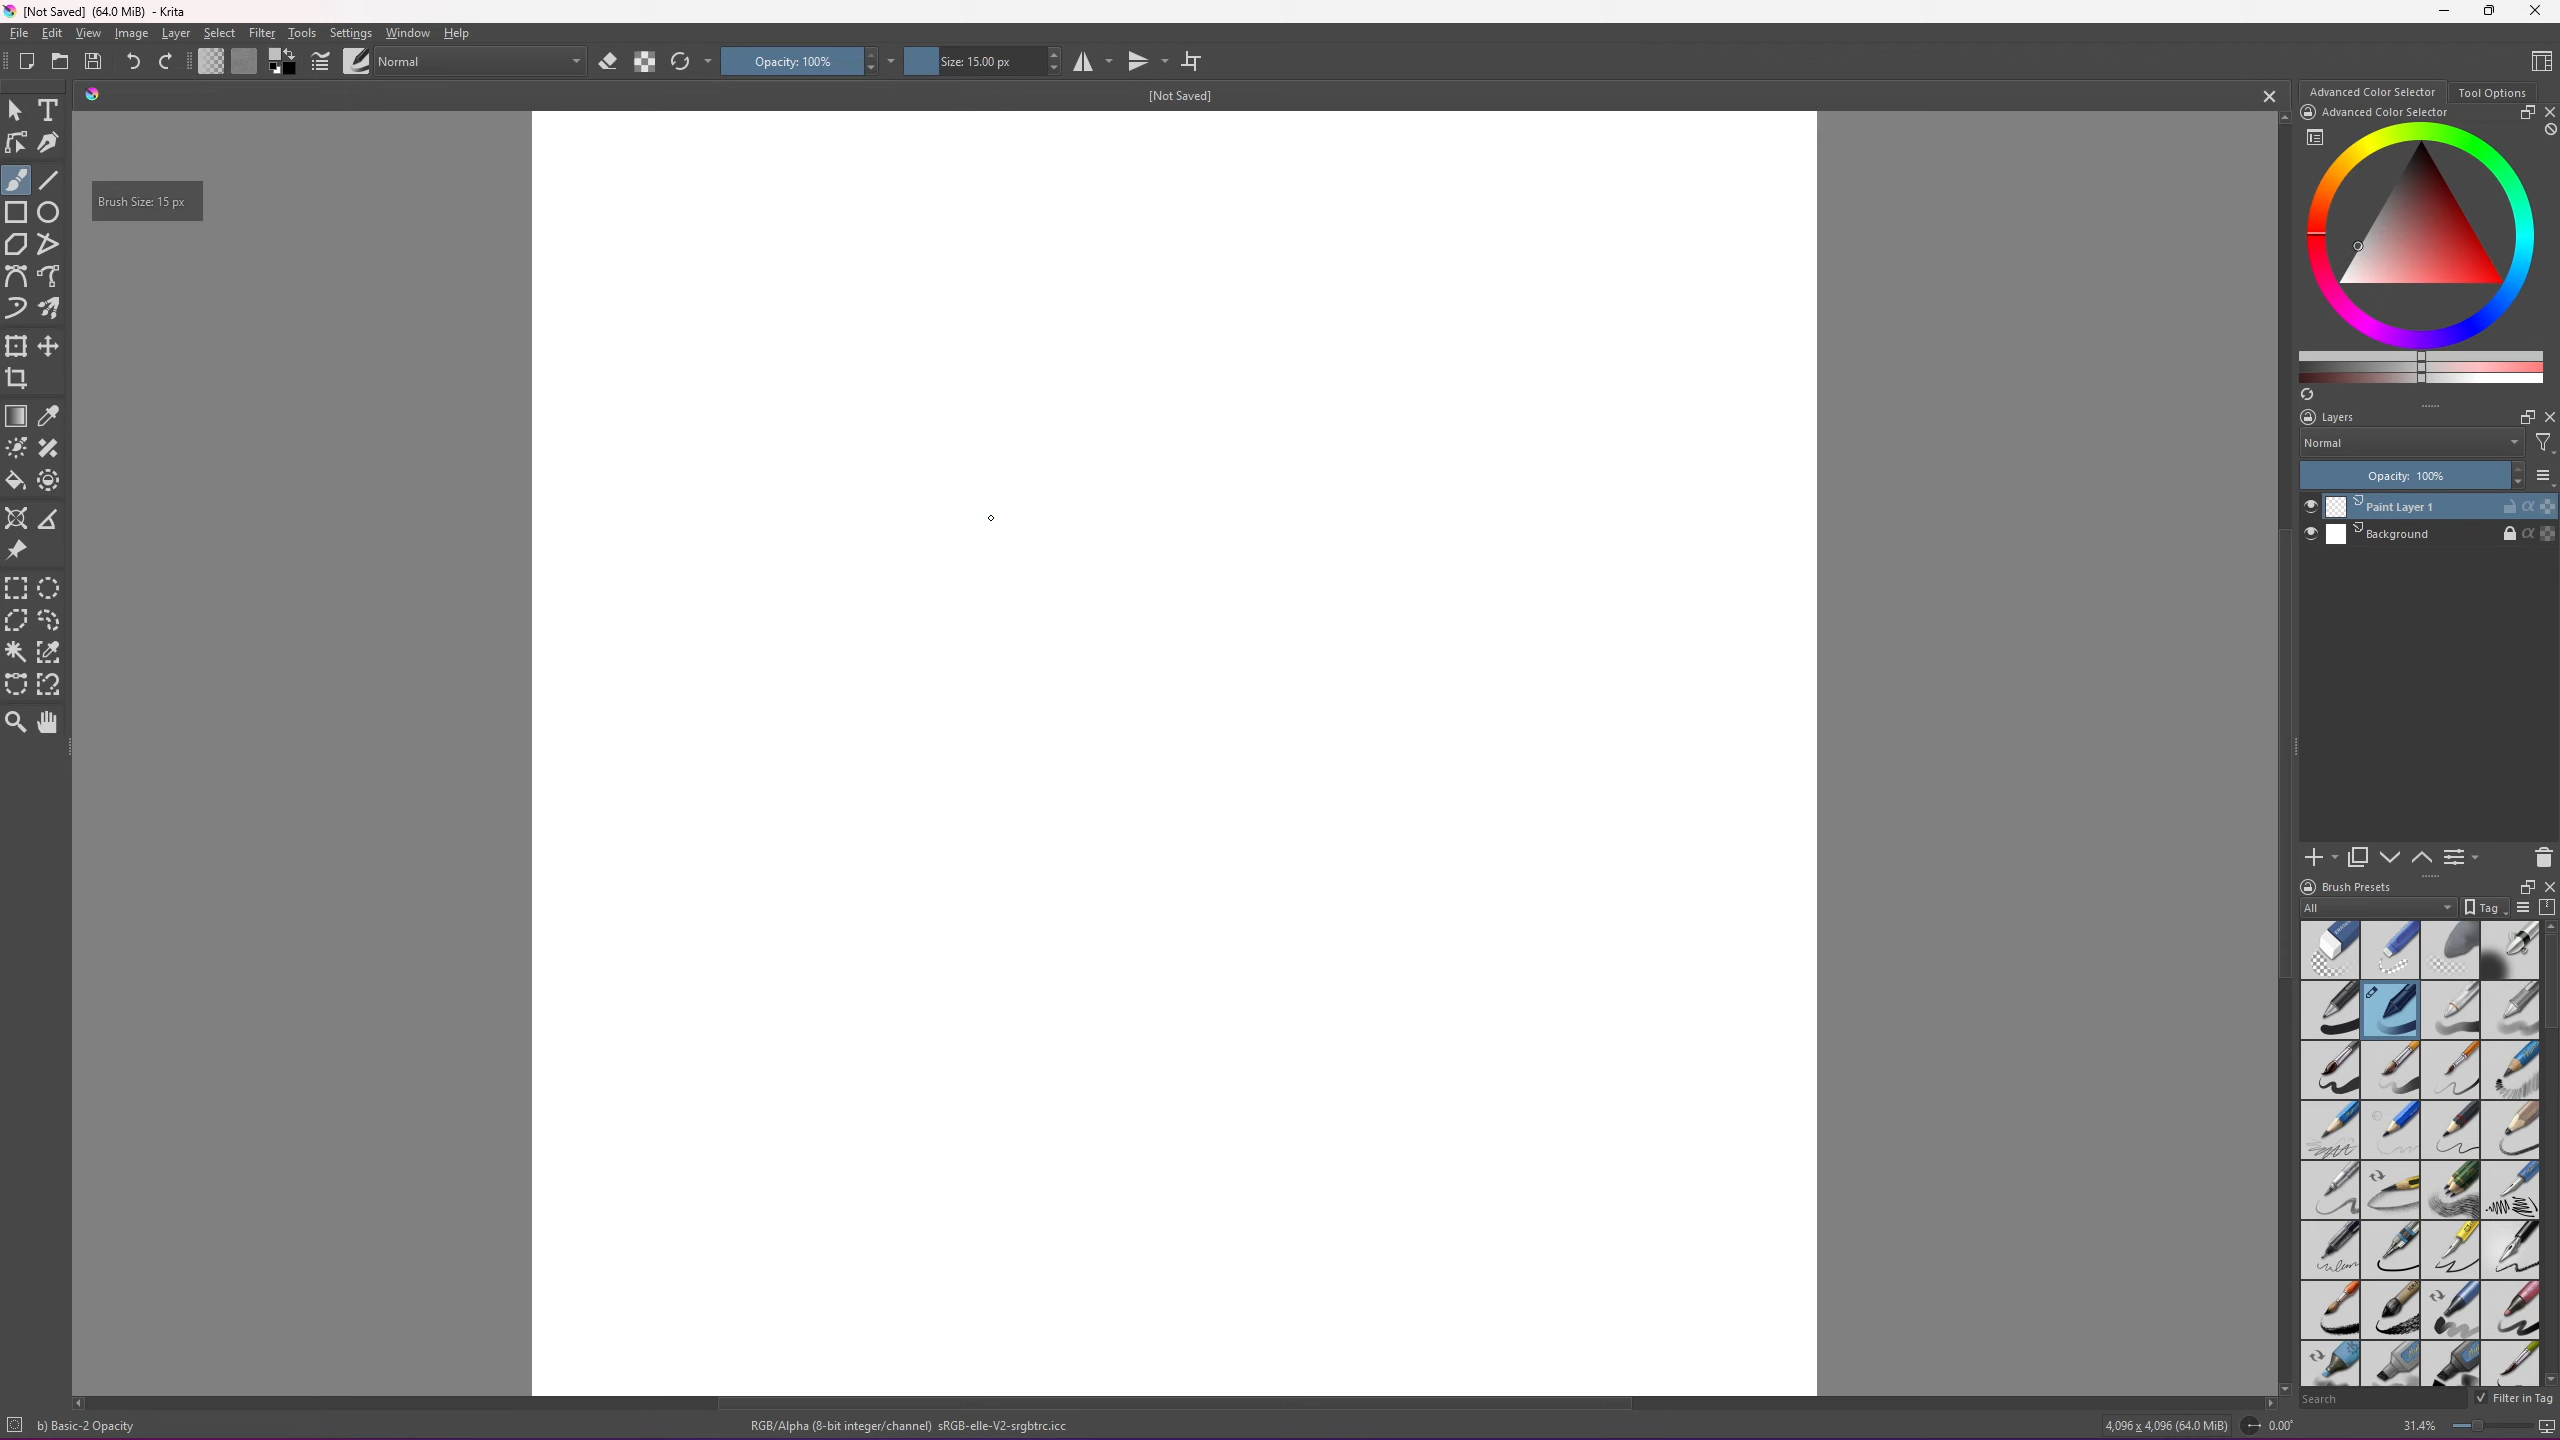 [Not Saved] (64.0 MiB) - Krita
File Edit View Image Layer Select Filter Tools Settings Window Help
Normal Opacity: 100% Size: 15.00 px
[Not Saved]
Brush Size: 15 px
Advanced Color Selector Tool Options
Advanced Color Selector
Layers
Normal
Opacity: 100%
Paint Layer 1
Background
Brush Presets
All Tag
Search Filter in Tag
b) Basic-2 Opacity RGB/Alpha (8-bit integer/channel) sRGB-elle-V2-srgbtrc.icc 4,096 x 4,096 (64.0 MiB) 0.00° 31.4%